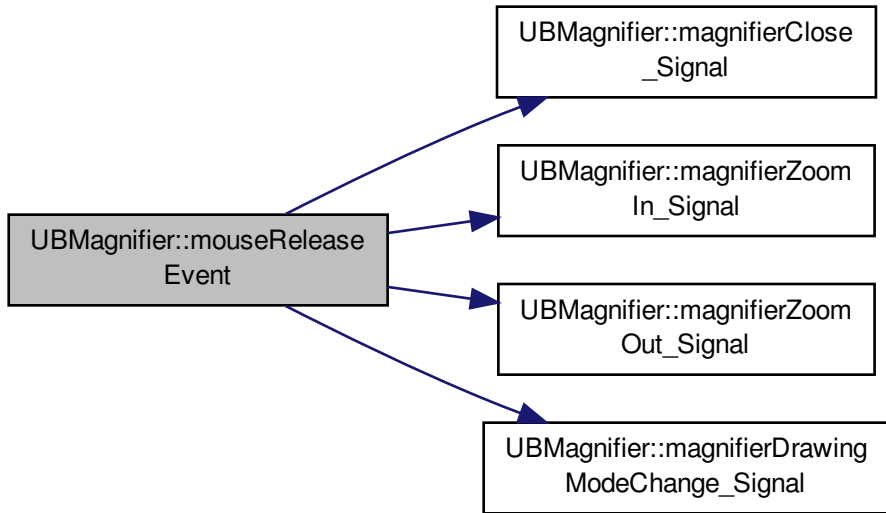 UBMagnifier::mouseRelease
Event
UBMagnifier::magnifierClose
_Signal
UBMagnifier::magnifierZoom
In_Signal
UBMagnifier::magnifierZoom
Out_Signal
UBMagnifier::magnifierDrawing
ModeChange_Signal